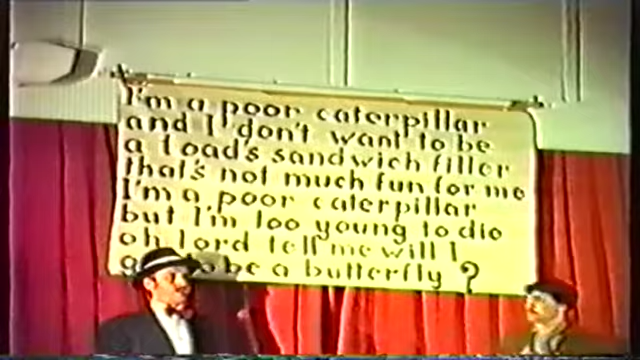 I'm a poor caterpillar
and I don't want to be
a toad's sandwich filler
that's not much fun for me
I'm a poor caterpillar
but I'm too young to die
oh lord tell me will I
be a butterfly ?